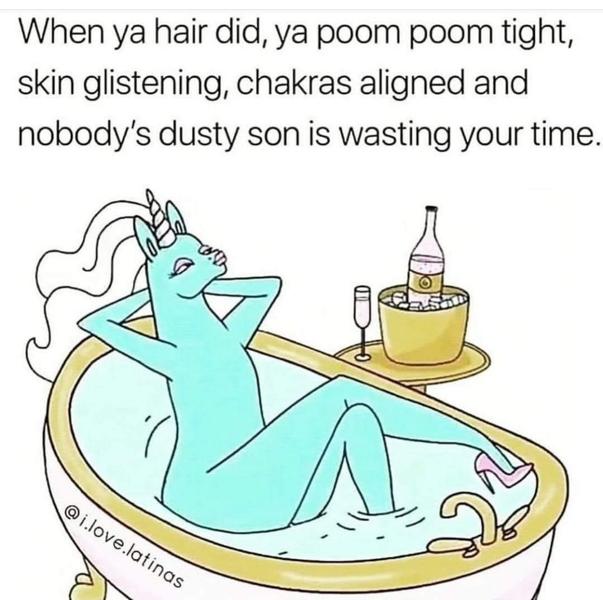 When ya hair did, ya poom poom tight,
skin glistening, chakras aligned and
nobody's dusty son is wasting your time.
@i.love.latinas